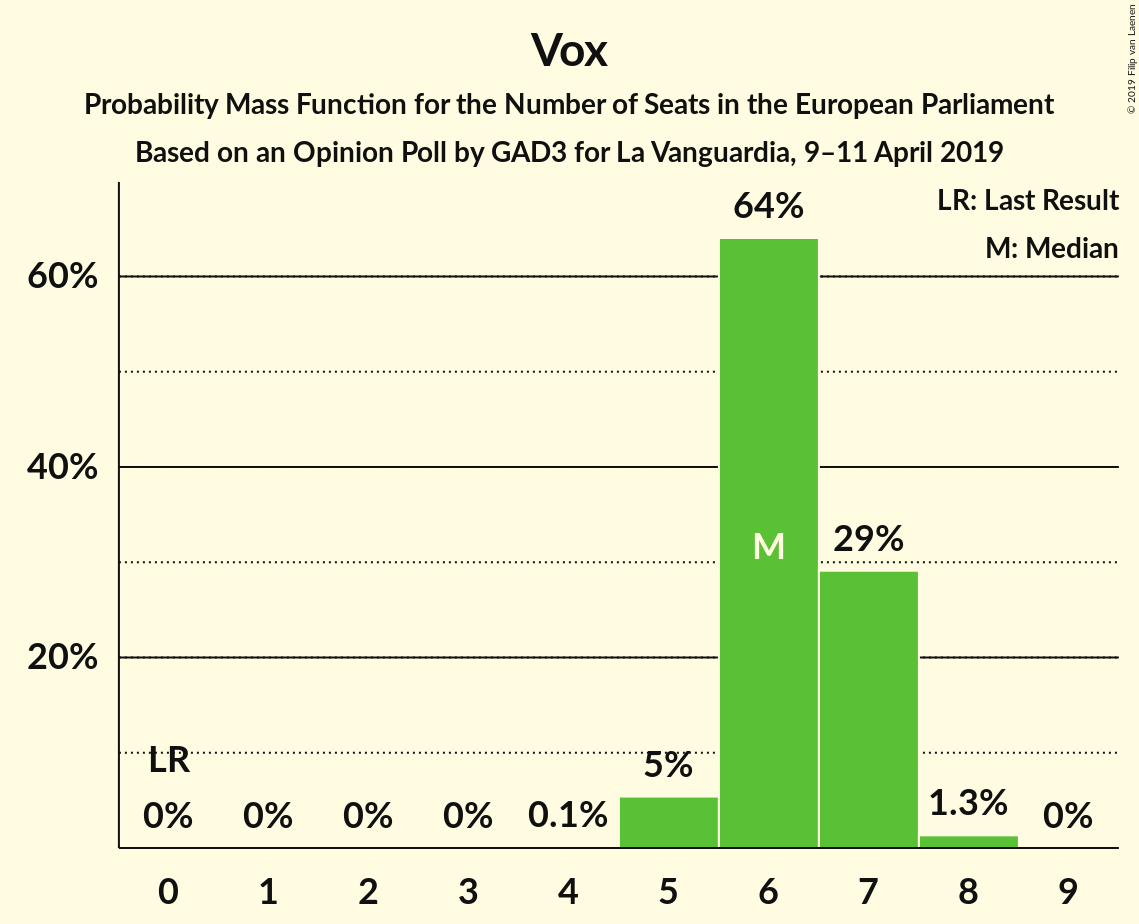 Vox
Probability Mass Function for the Number of Seats in the European Parliament
Based on an Opinion Poll by GAD3 for La Vanguardia, 9–11 April 2019
© 2019 Filip van Laenen
LR: Last Result
M: Median
64%
60%
40%
M
29%
20%
LR
5%
0% 0% 0% 0% 0.1% 1.3% 0%
0 1 2 3 4 5 6 7 8 9